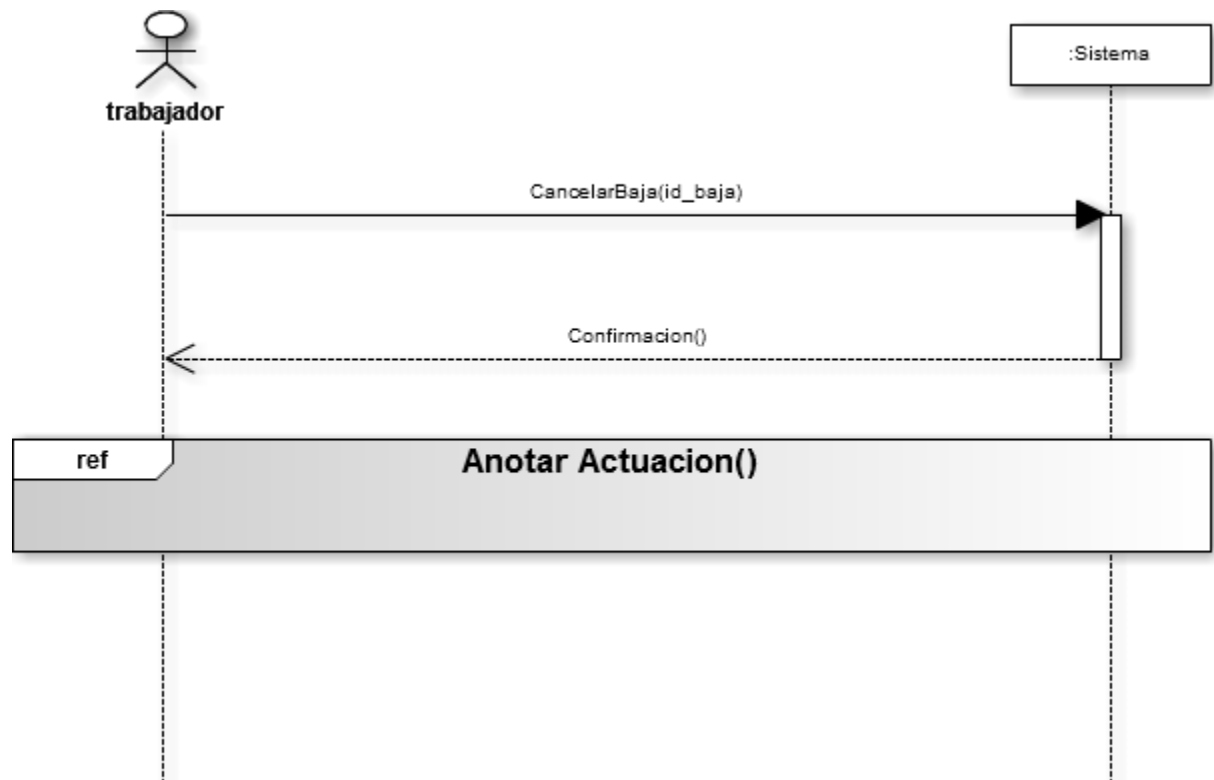 trabajador
:Sistema
CancelarBaja(id_baja)
Confirmacion()
ref
Anotar Actuacion()